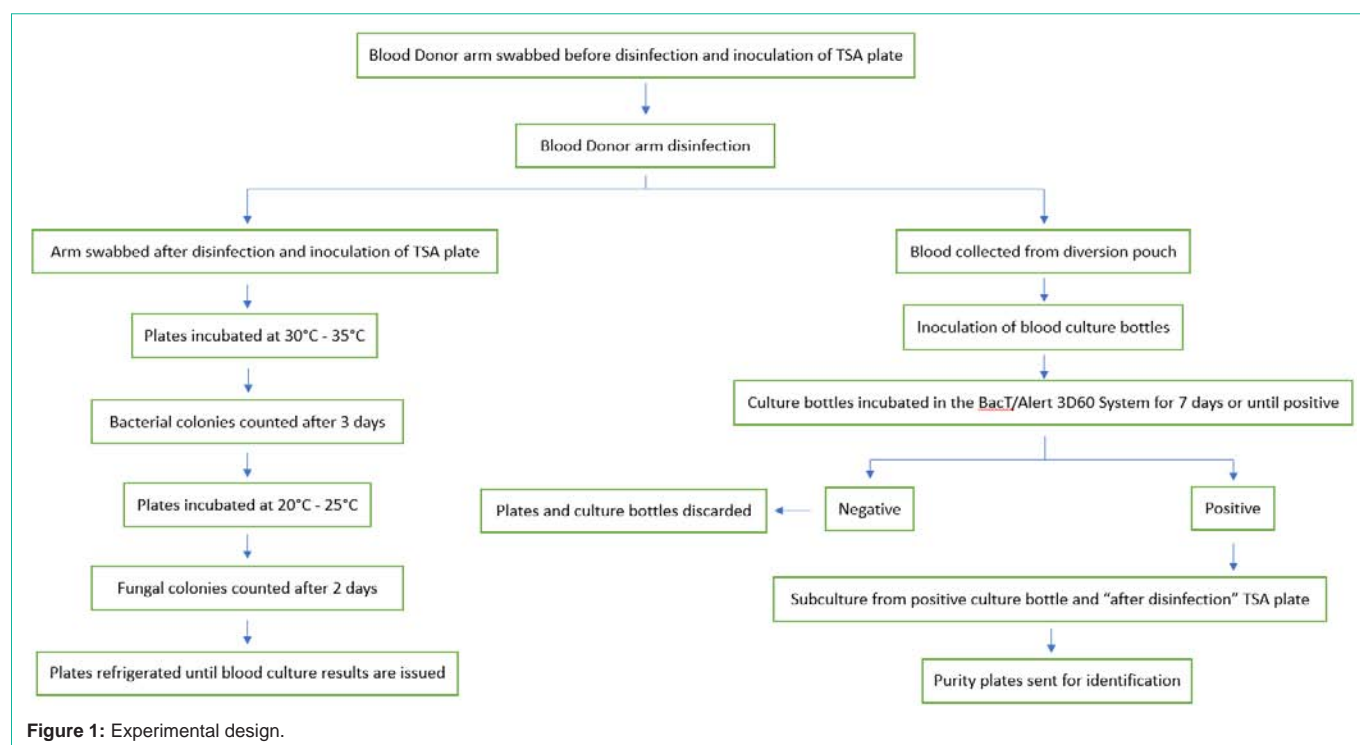 Blood Donor arm swabbed before disinfection and inoculation of TSA plate
Blood Donor arm disinfection
Arm swabbed after disinfection and inoculation of TSA plate
Plates incubated at 30°C - 35°C
Bacterial colonies counted after 3 days
Plates incubated at 20°C - 25°C
Fungal colonies counted after 2 days
Plates refrigerated until blood culture results are issued
Blood collected from diversion pouch
Inoculation of blood culture bottles
Culture bottles incubated in the BacT/Alert 3D60 System for 7 days or until positive
Negative
Plates and culture bottles discarded
Positive
Subculture from positive culture bottle and “after disinfection” TSA plate
Purity plates sent for identification
Figure 1: Experimental design.